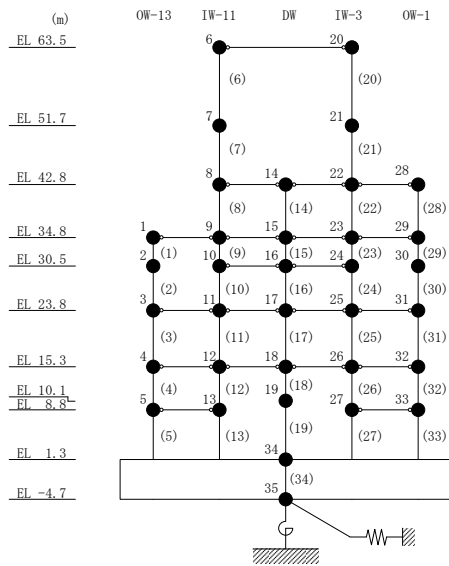 (m) OW-13 IW-11 DW IW-3 OW-1
EL 63.5 6 20
(6) (20)
EL 51.7 7 21
(7) (21)
EL 42.8 8 14 22 28
(8) (14) (22) (28)
EL 34.8 1 9 15 23 29
(1) (9) (15) (23) (29)
EL 30.5 2 10 16 24 30
(2) (10) (16) (24) (30)
EL 23.8 3 11 17 25 31
(3) (11) (17) (25) (31)
EL 15.3 4 12 18 26 32
(4) (12) (18) (26) (32)
EL 10.1 19
EL 8.8 5 13 27 33
(5) (13) (19) (27) (33)
EL 1.3 34
(34)
EL -4.7 35